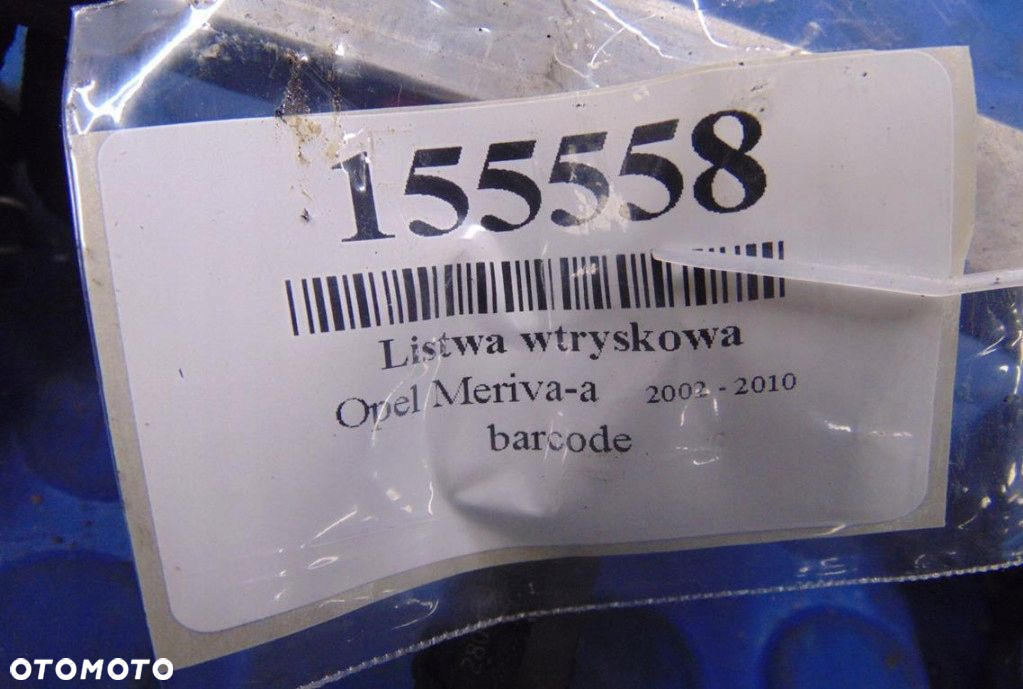 155558
Listwa wtryskowa
Opel Meriva-a 2002 - 2010
barcode
OTOMOTO